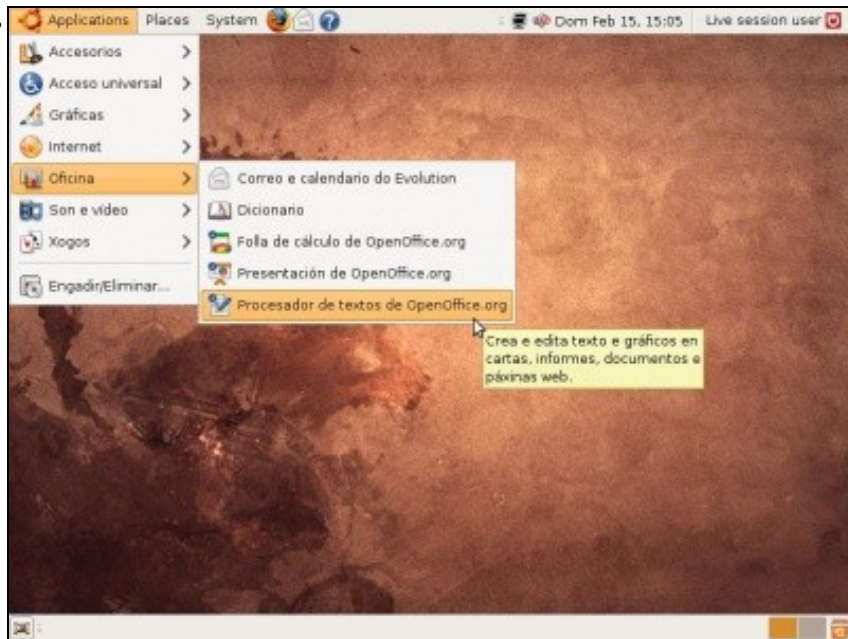 Applications Places System Dom Feb 15, 15:05 Live session user
Accesorios
Acceso universal
Gráficas
Internet
Oficina
Son e vídeo
Xogos
Engadir/Eliminar...
Correo e calendario do Evolution
Dicionario
Folla de cálculo de OpenOffice.org
Presentación de OpenOffice.org
Procesador de textos de OpenOffice.org
Crea e edita texto e gráficos en
cartas, informes, documentos e
páxinas web.